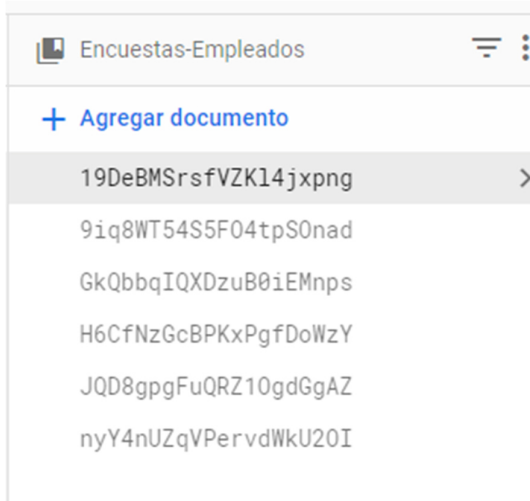 Encuestas-Empleados
Agregar documento
19DeBMSrsfVZKl4jxpng
9iq8WT54S5FO4tpSOnad
GkQbbqIQXDzuB0iEMnps
H6CfNzGcBPKxPgfDoWzY
JQD8gpgFuQRZ1OgdGgAZ
nyY4nUZqVPervdWkU2OI